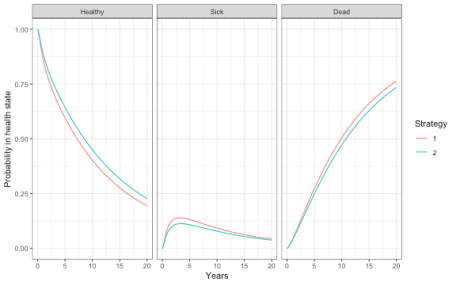 Healthy Sick Dead
1.00
0.75
0.50
0.25
0.00
0 5 10 15 20 0 5 10 15 20 0 5 10 15 20
Years
Probability in health state
Strategy
1
2